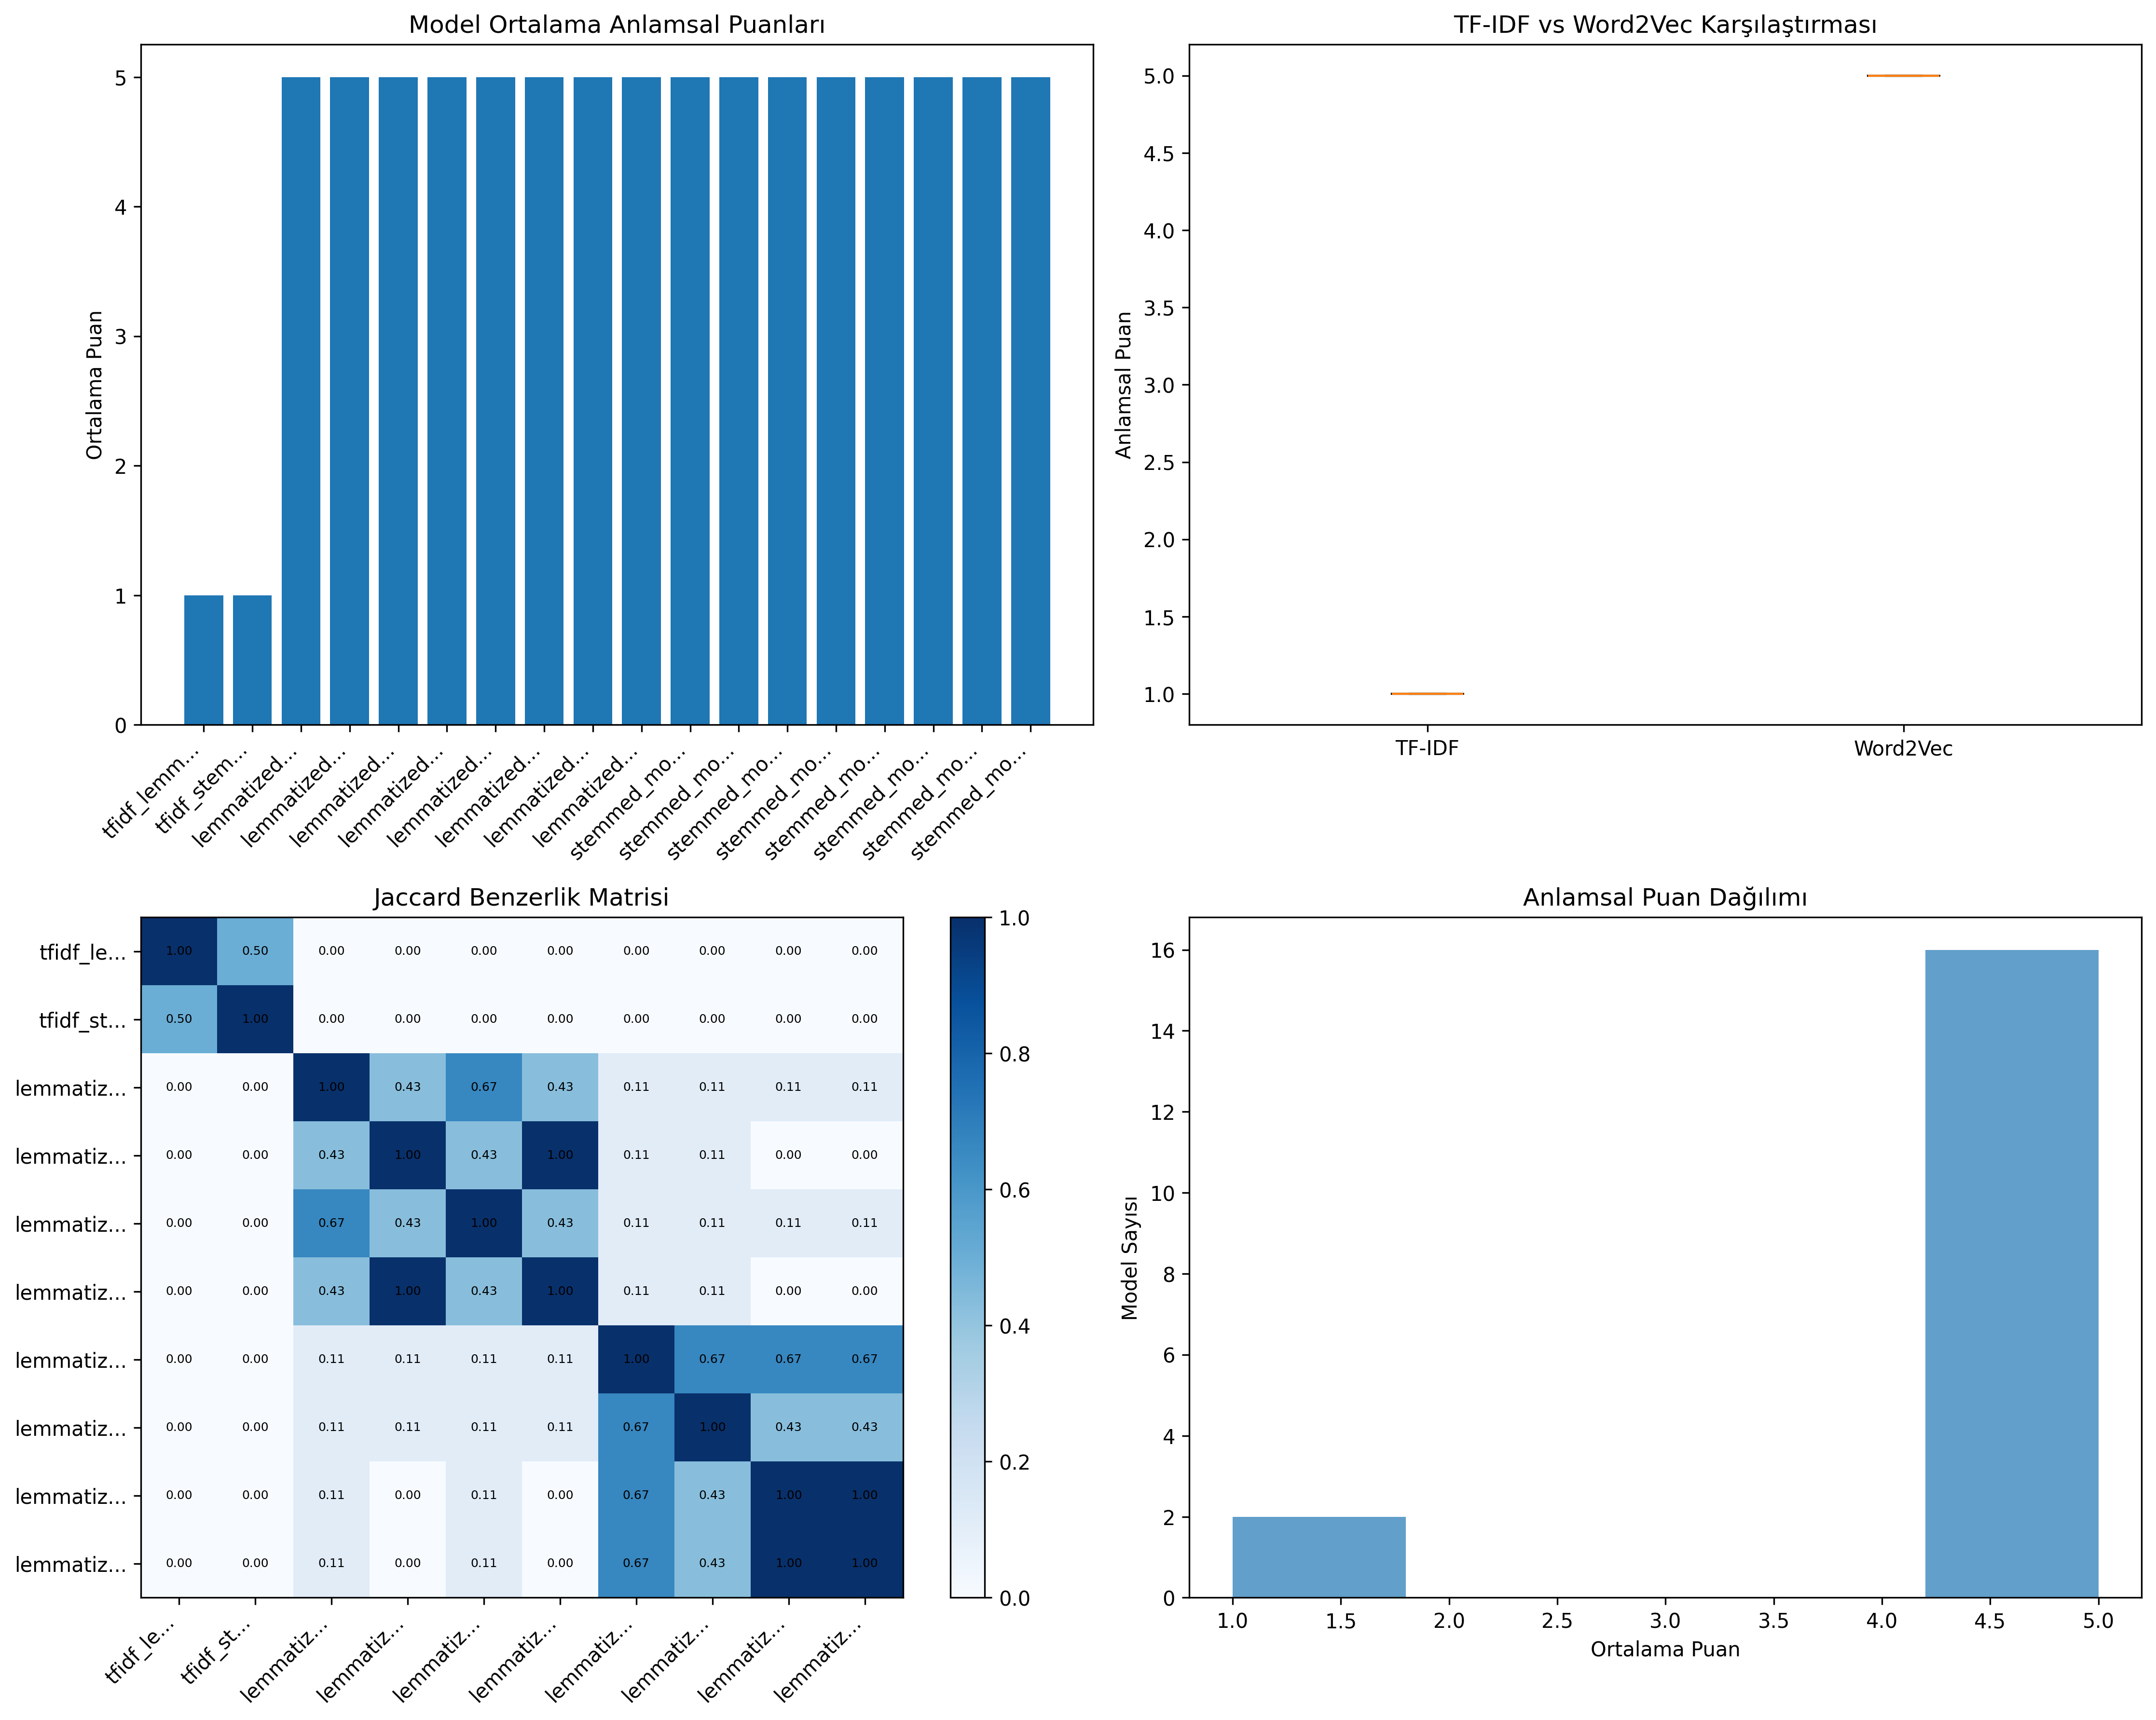 Model Ortalama Anlamsal Puanları
Ortalama Puan
5
4
3
2
1
0
tfidf_lemm...
tfidf_stem...
lemmatized...
lemmatized...
lemmatized...
lemmatized...
lemmatized...
lemmatized...
lemmatized...
lemmatized...
stemmed_mo...
stemmed_mo...
stemmed_mo...
stemmed_mo...
stemmed_mo...
stemmed_mo...
stemmed_mo...
stemmed_mo...
TF-IDF vs Word2Vec Karşılaştırması
Anlamsal Puan
5.0
4.5
4.0
3.5
3.0
2.5
2.0
1.5
1.0
TF-IDF Word2Vec
Jaccard Benzerlik Matrisi
tfidf_le... 1.00 0.50 0.00 0.00 0.00 0.00 0.00 0.00 0.00 0.00
tfidf_st... 0.50 1.00 0.00 0.00 0.00 0.00 0.00 0.00 0.00 0.00
lemmatiz... 0.00 0.00 1.00 0.43 0.67 0.43 0.11 0.11 0.11 0.11
lemmatiz... 0.00 0.00 0.43 1.00 0.43 1.00 0.11 0.11 0.00 0.00
lemmatiz... 0.00 0.00 0.67 0.43 1.00 0.43 0.11 0.11 0.11 0.11
lemmatiz... 0.00 0.00 0.43 1.00 0.43 1.00 0.11 0.11 0.00 0.00
lemmatiz... 0.00 0.00 0.11 0.11 0.11 0.11 1.00 0.67 0.67 0.67
lemmatiz... 0.00 0.00 0.11 0.11 0.11 0.11 0.67 1.00 0.43 0.43
lemmatiz... 0.00 0.00 0.11 0.00 0.11 0.00 0.67 0.43 1.00 1.00
lemmatiz... 0.00 0.00 0.11 0.00 0.11 0.00 0.67 0.43 1.00 1.00
tfidf_le...
tfidf_st...
lemmatiz...
lemmatiz...
lemmatiz...
lemmatiz...
lemmatiz...
lemmatiz...
lemmatiz...
lemmatiz...
1.0
0.8
0.6
0.4
0.2
0.0
Anlamsal Puan Dağılımı
Model Sayısı
16
14
12
10
8
6
4
2
0
1.0 1.5 2.0 2.5 3.0 3.5 4.0 4.5 5.0
Ortalama Puan